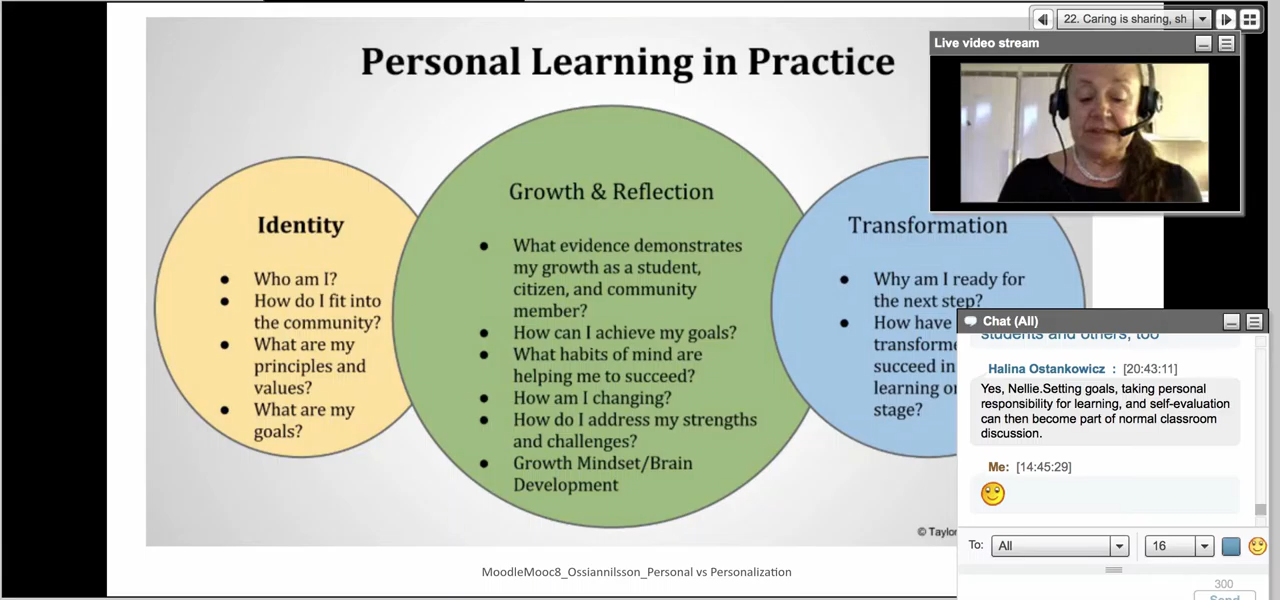 22. Caring is sharing, sh
Live video stream
Personal Learning in Practice
Identity
Who am I?
How do I fit into
the community?
What are my
principles and
values?
What are my
goals?
Growth & Reflection
What evidence demonstrates
my growth as a student,
citizen, and community
member?
How can I achieve my goals?
What habits of mind are
helping me to succeed?
How am I changing?
How do I address my strengths
and challenges?
Growth Mindset/Brain
Development
Transformation
Why am I ready for
the next step?
How have
transforme
succeed in
learning or
stage?
© Taylor
MoodleMooc8_Ossiannilsson_Personal vs Personalization
Chat (All)
students and others, too
Halina Ostankowicz : [20:43:11]
Yes, Nellie.Setting goals, taking personal
responsibility for learning, and self-evaluation
can then become part of normal classroom
discussion.
Me: [14:45:29]
To: All 16
300
Send